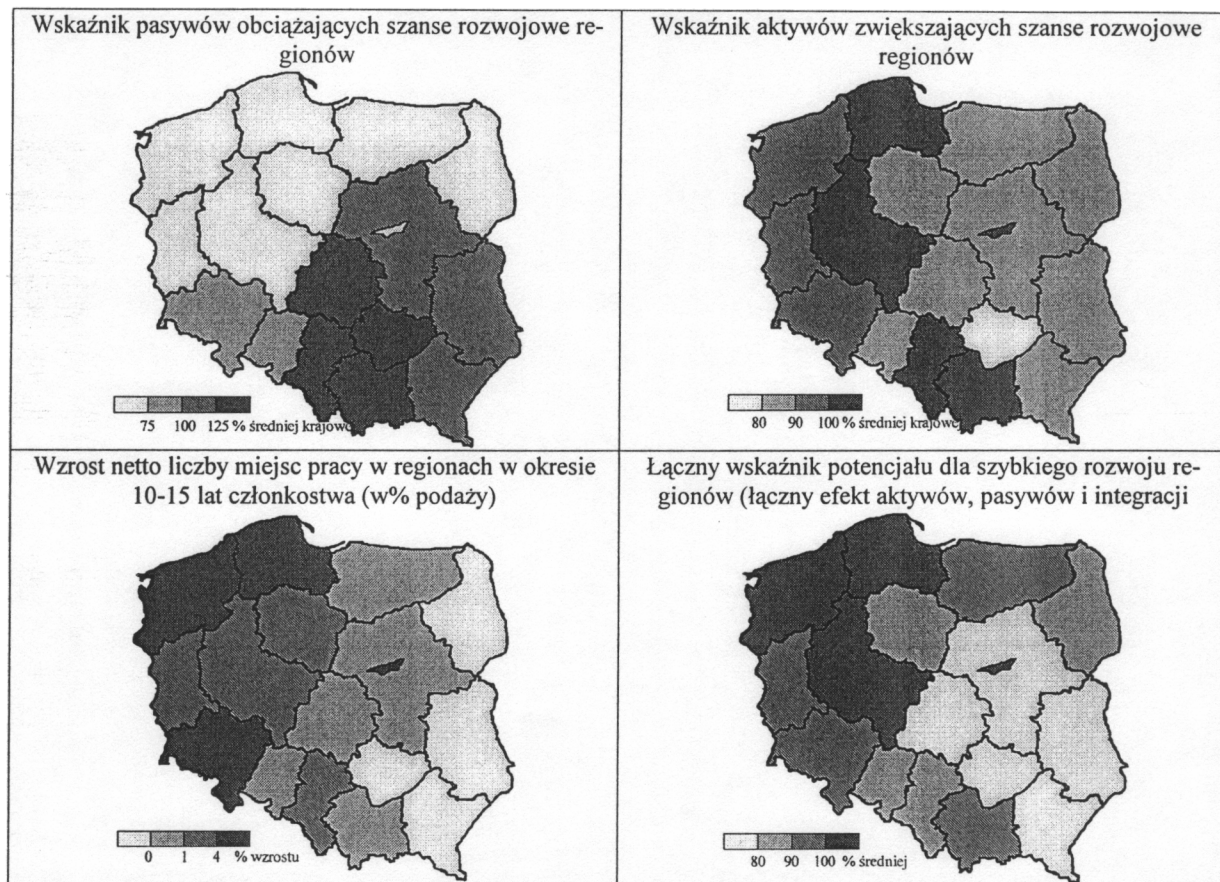 Wskaźnik pasywów obciążających szanse rozwojowe re-
gionów
75 100 125 % średniej krajowej
Wskaźnik aktywów zwiększających szanse rozwojowe
regionów
80 90 100 % średniej krajowej
Wzrost netto liczby miejsc pracy w regionach w okresie
10-15 lat członkostwa (w% podaży)
0 1 4 % wzrostu
Łączny wskaźnik potencjału dla szybkiego rozwoju re-
gionów (łączny efekt aktywów, pasywów i integracji
80 90 100 % średniej